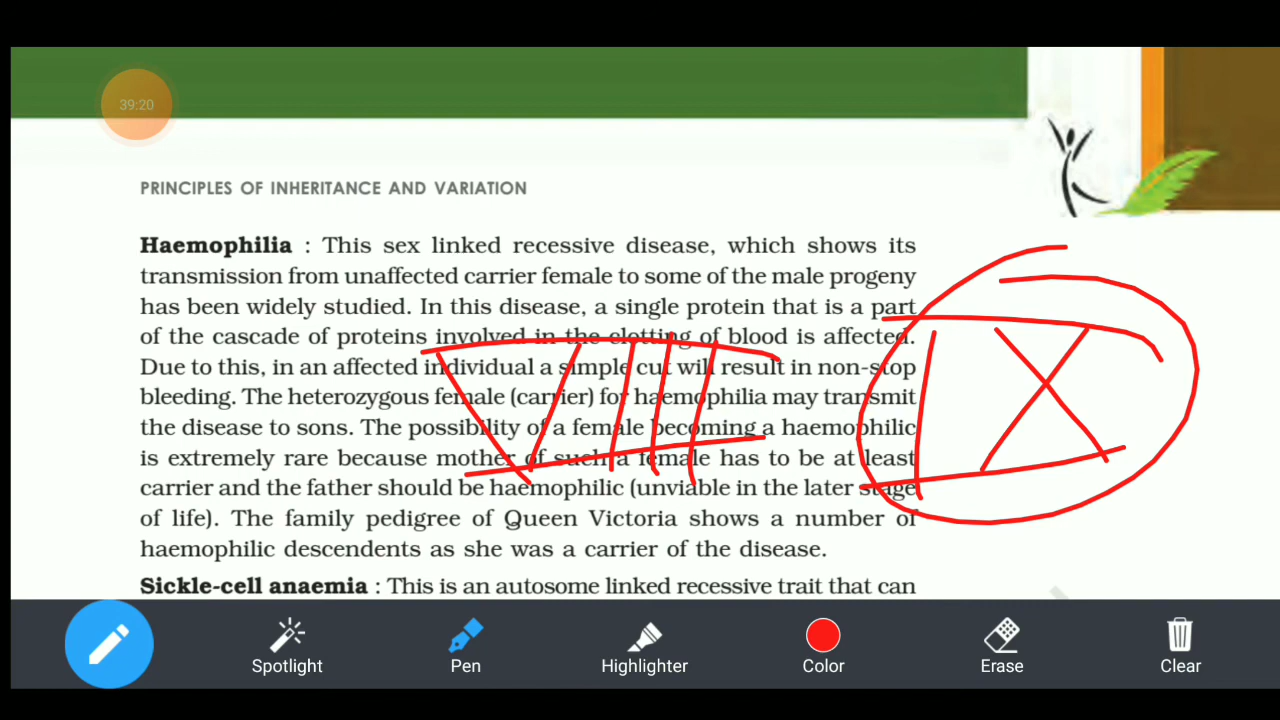 39:20
PRINCIPLES OF INHERITANCE AND VARIATION
Haemophilia : This sex linked recessive disease, which shows its
transmission from unaffected carrier female to some of the male progeny
has been widely studied. In this disease, a single protein that is a part
of the cascade of proteins involved in the clotting of blood is affected.
Due to this, in an affected individual a simple cut will result in non-stop
bleeding. The heterozygous female (carrier) for haemophilia may transmit
the disease to sons. The possibility of a female becoming a haemophilic
is extremely rare because mother of such a female has to be at least
carrier and the father should be haemophilic (unviable in the later stage
of life). The family pedigree of Queen Victoria shows a number of
haemophilic descendents as she was a carrier of the disease.
VIII
IX
Sickle-cell anaemia : This is an autosome linked recessive trait that can
Spotlight Pen Highlighter Color Erase Clear